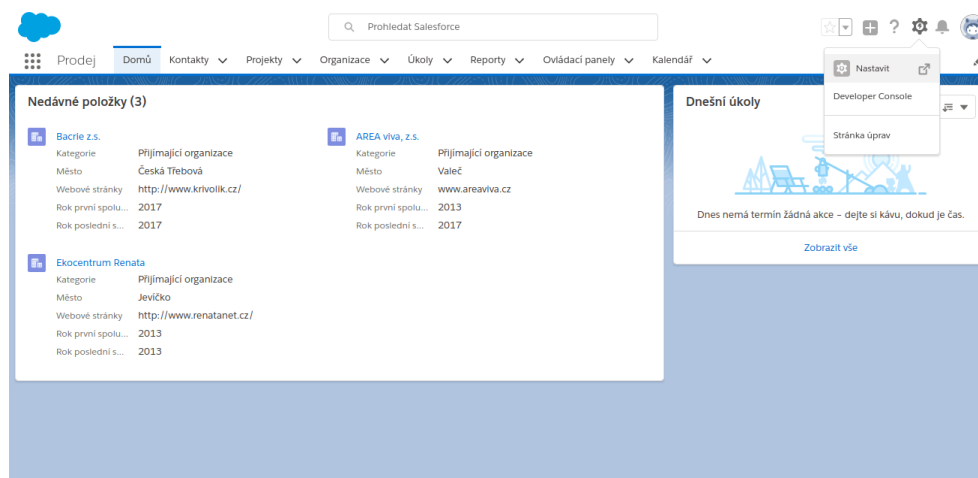 Prohledat Salesforce
Prodej Domů Kontakty Projekty Organizace Úkoly Reporty Ovládací panely Kalendář
Nastavit
Developer Console
Stránka úprav
Nedávné položky (3)
Bacrle z.s.
Kategorie Přijímající organizace
Město Česká Třebová
Webové stránky http://www.krivolik.cz/
Rok první spolu... 2017
Rok poslední s... 2017
AREA viva, z.s.
Kategorie Přijímající organizace
Město Valeč
Webové stránky www.areaviva.cz
Rok první spolu... 2013
Rok poslední s... 2017
Ekocentrum Renata
Kategorie Přijímající organizace
Město Jevíčko
Webové stránky http://www.renatanet.cz/
Rok první spolu... 2013
Rok poslední s... 2013
Dnešní úkoly
Dnes nemá termín žádná akce – dejte si kávu, dokud je čas.
Zobrazit vše